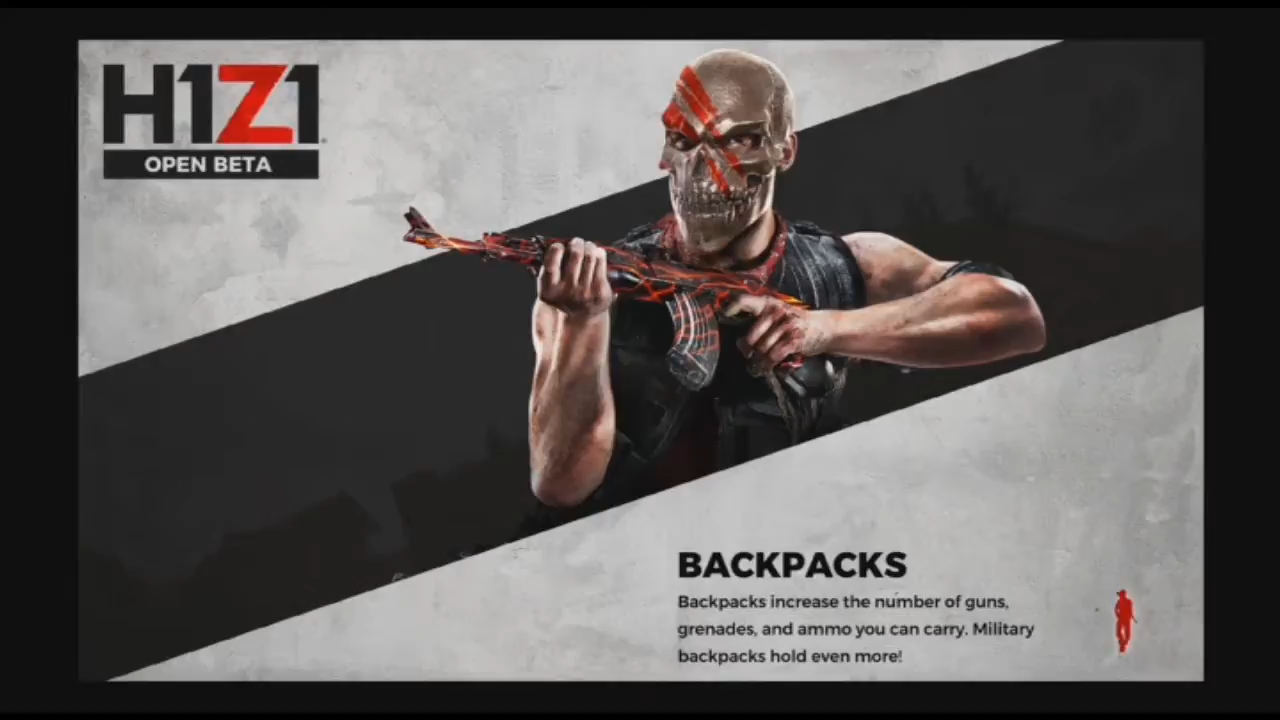 H1Z1
OPEN BETA
BACKPACKS
Backpacks increase the number of guns,
grenades, and ammo you can carry. Military
backpacks hold even more!